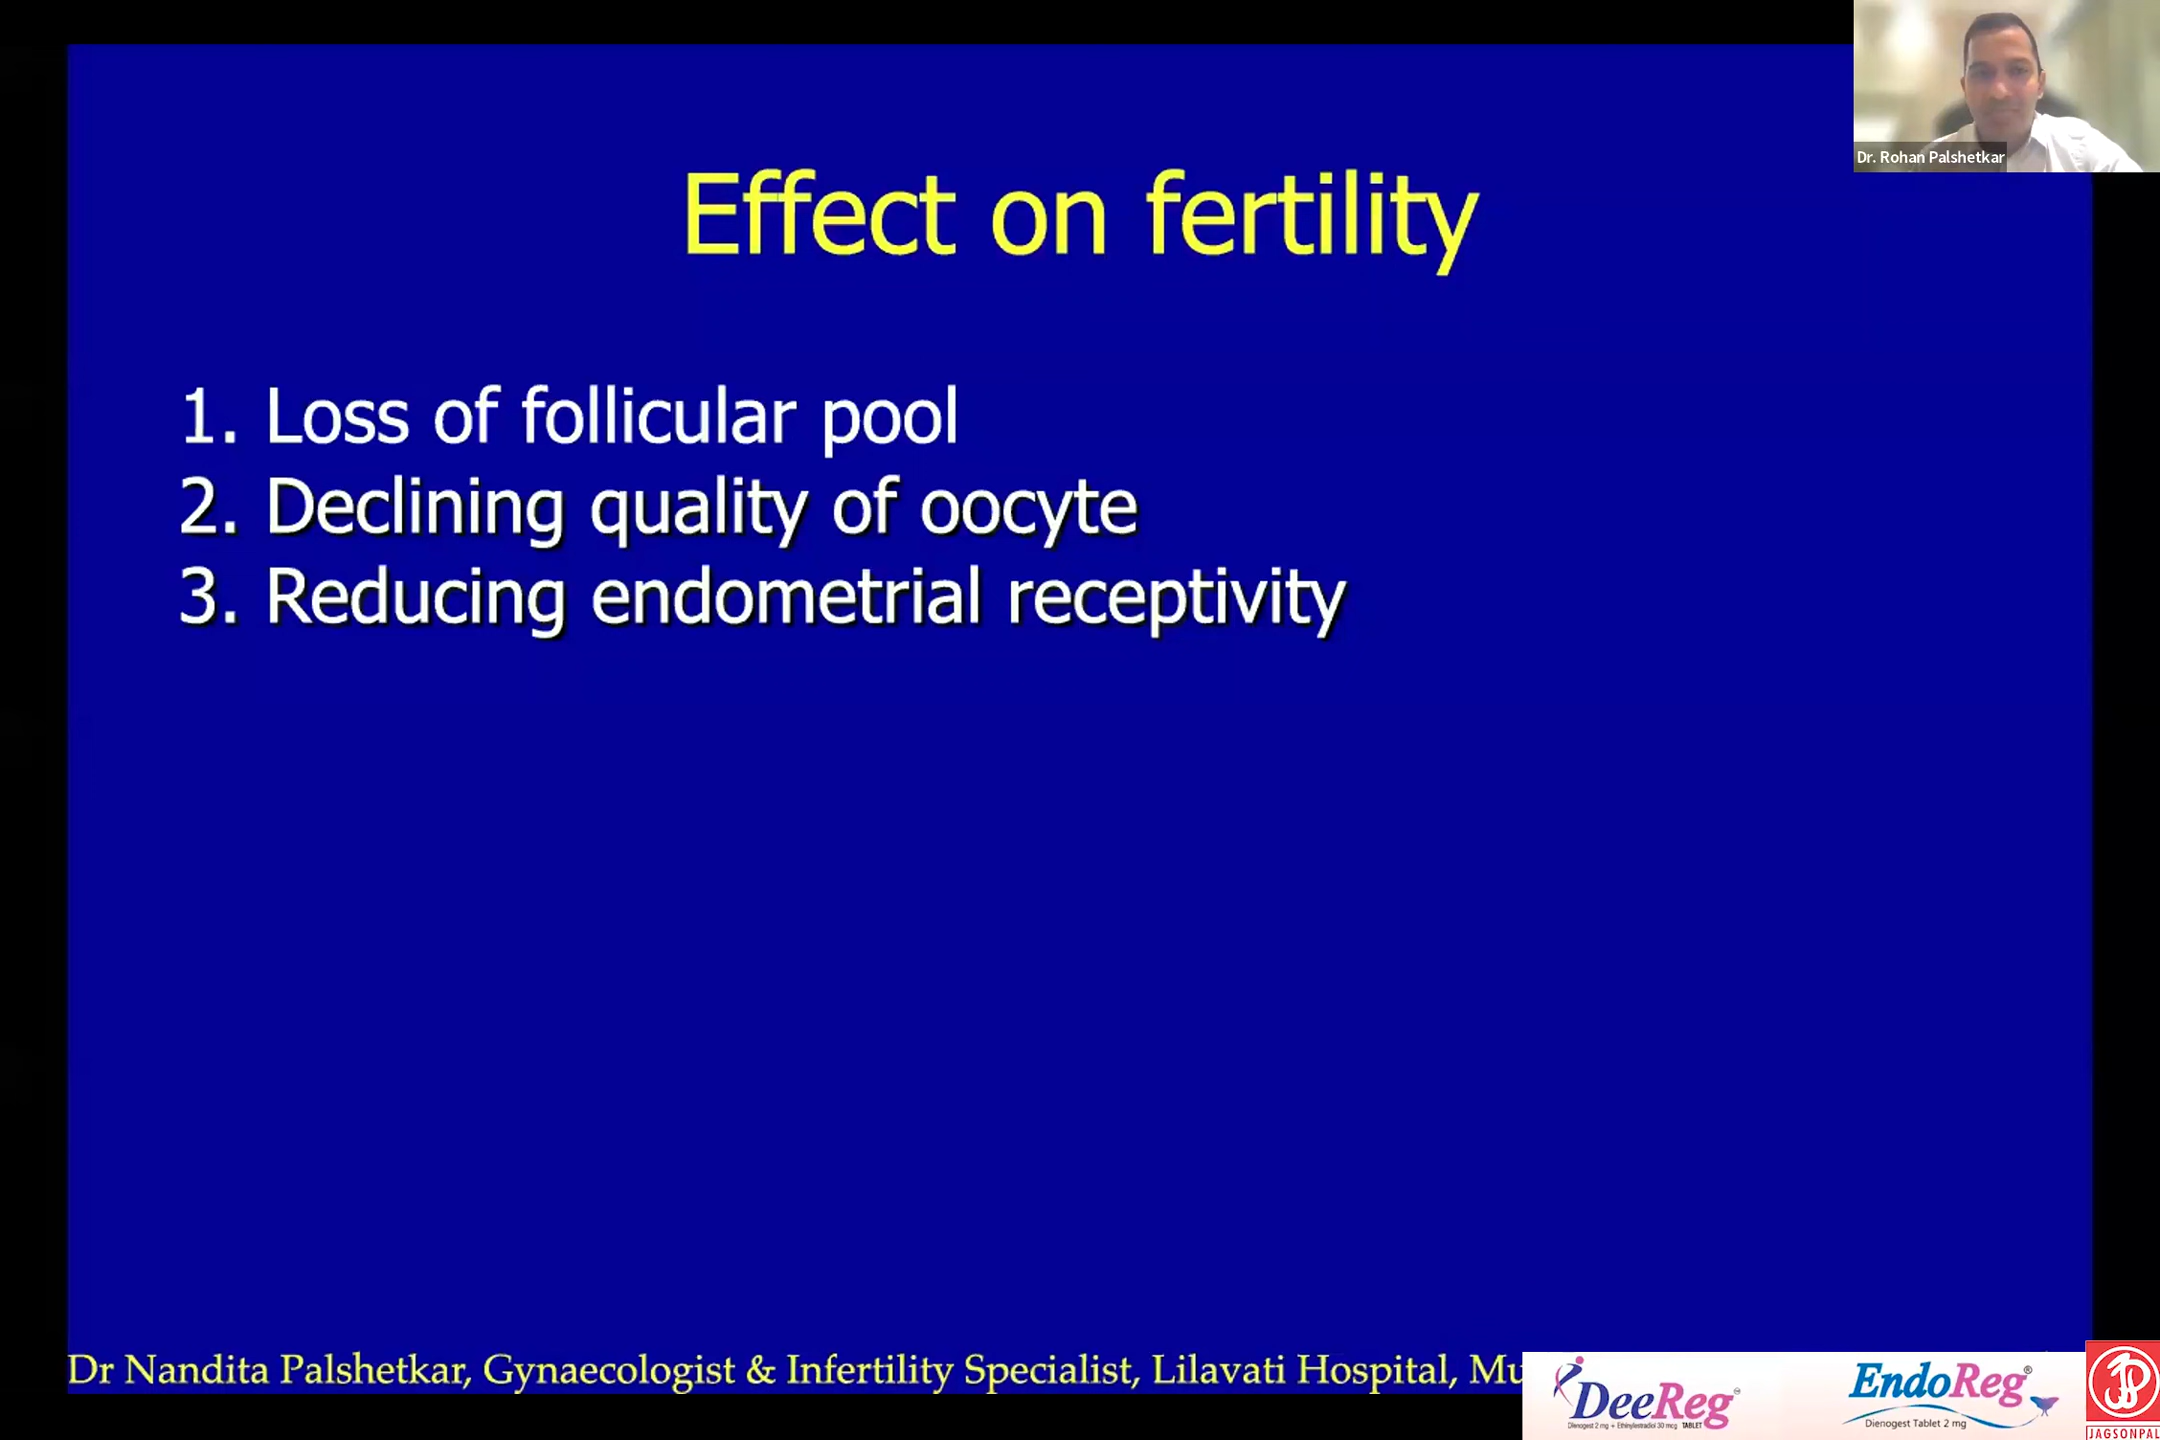 Dr. Rohan Palshetkar
Effect on fertility
1. Loss of follicular pool
2. Declining quality of oocyte
3. Reducing endometrial receptivity
Dr Nandita Palshetkar, Gynaecologist & Infertility Specialist, Lilavati Hospital, Mu
DeeReg™
Dienogest 2 mg + Ethinylestradiol 30 mcg TABLET
EndoReg®
Dienogest Tablet 2 mg
JAGSONPAL